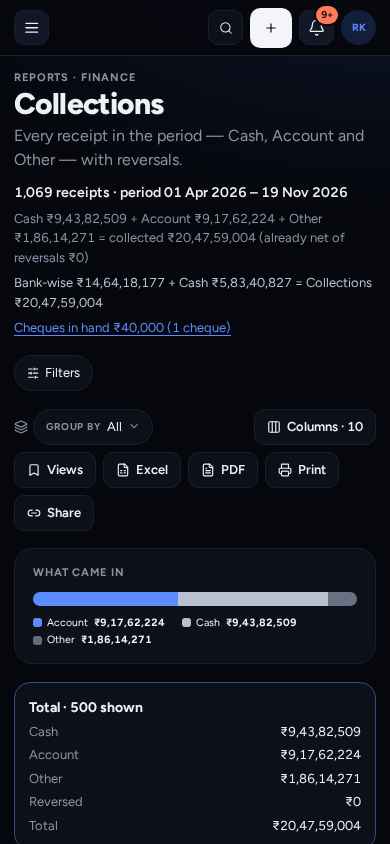 9+
RK
REPORTS · FINANCE
Collections
Every receipt in the period — Cash, Account and
Other — with reversals.
1,069 receipts · period 01 Apr 2026 – 19 Nov 2026
Cash ₹9,43,82,509 + Account ₹9,17,62,224 + Other
₹1,86,14,271 = collected ₹20,47,59,004 (already net of
reversals ₹0)
Bank-wise ₹14,64,18,177 + Cash ₹5,83,40,827 = Collections
₹20,47,59,004
Cheques in hand ₹40,000 (1 cheque)
Filters
GROUP BY All
Columns · 10
Views
Excel
PDF
Print
Share
WHAT CAME IN
Account ₹9,17,62,224
Cash ₹9,43,82,509
Other ₹1,86,14,271
Total · 500 shown
Cash ₹9,43,82,509
Account ₹9,17,62,224
Other ₹1,86,14,271
Reversed ₹0
Total ₹20,47,59,004